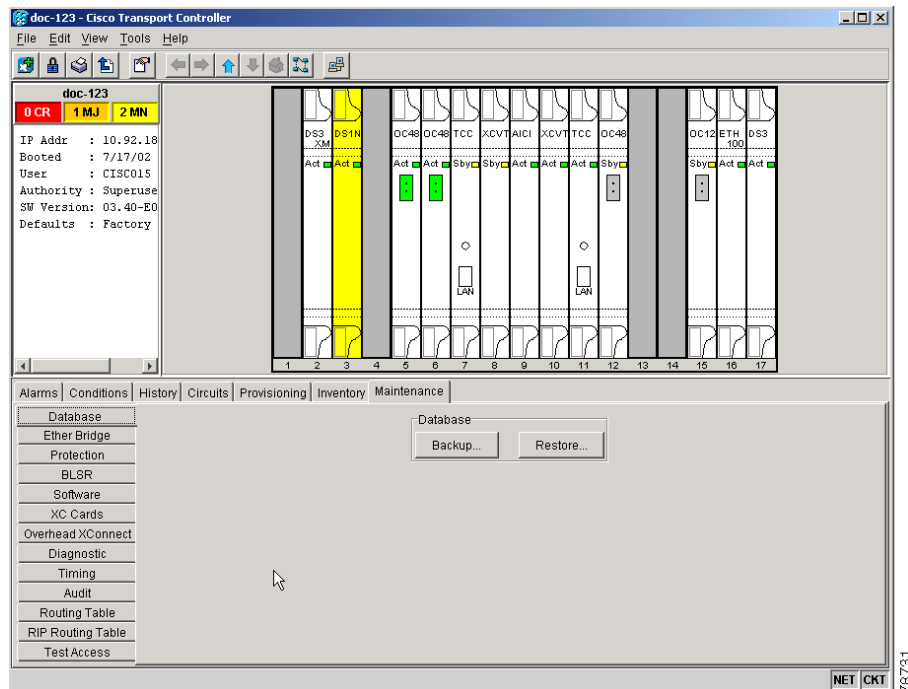 doc-123 - Cisco Transport Controller
File Edit View Tools Help
doc-123
0 CR 1 MJ 2 MN
IP Addr : 10.92.18
Booted : 7/17/02
User : CISC015
Authority : Superuse
SW Version: 03.40-E0
Defaults : Factory
DS3 XM DS1N OC48 OC48 TCC XCVT AICI XCVT TCC OC48 OC12 ETH 100 DS3
Act Act Act Act Sby Sby Act Act Act Sby Sby Act Act
LAN LAN
1 2 3 4 5 6 7 8 9 10 11 12 13 14 15 16 17
Alarms Conditions History Circuits Provisioning Inventory Maintenance
Database
Ether Bridge
Protection
BLSR
Software
XC Cards
Overhead XConnect
Diagnostic
Timing
Audit
Routing Table
RIP Routing Table
Test Access
Database
Backup... Restore...
NET CKT
78731